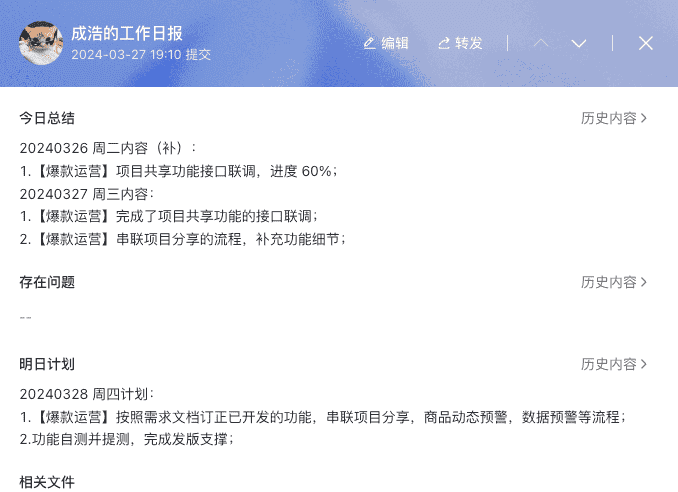 成浩的工作日报
2024-03-27 19:10 提交
编辑
转发
今日总结
历史内容
20240326 周二内容（补）：
1.【爆款运营】项目共享功能接口联调，进度 60%；
20240327 周三内容：
1.【爆款运营】完成了项目共享功能的接口联调；
2.【爆款运营】串联项目分享的流程，补充功能细节；
存在问题
历史内容
--
明日计划
历史内容
20240328 周四计划：
1.【爆款运营】按照需求文档订正已开发的功能，串联项目分享，商品动态预警，数据预警等流程；
2.功能自测并提测，完成发版支撑；
相关文件